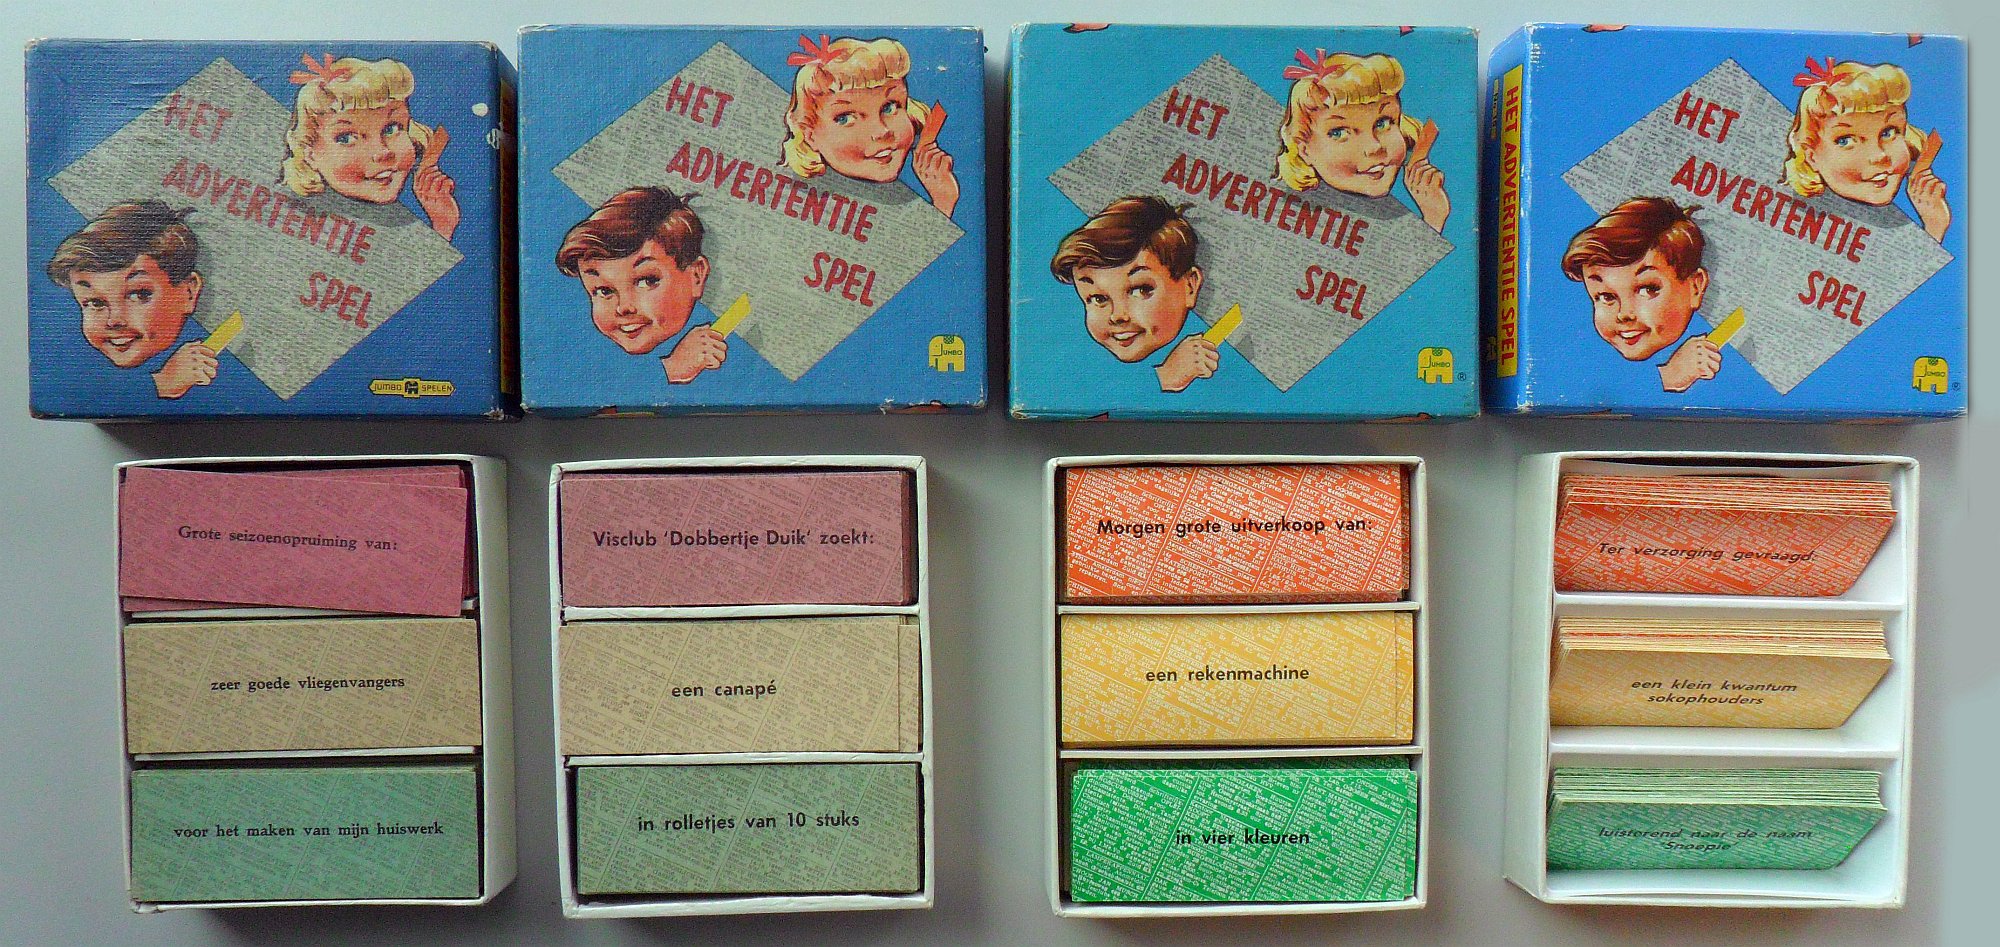 HET
ADVERTENTIE
SPEL
JUMBO SPELEN
HET
ADVERTENTIE
SPEL
JUMBO
HET
ADVERTENTIE
SPEL
JUMBO
®
HET ADVERTENTIE SPEL
HET
ADVERTENTIE
SPEL
JUMBO
®
Grote seizoenopruiming van:
zeer goede vliegenvangers
voor het maken van mijn huiswerk
Visclub 'Dobbertje Duik' zoekt:
een canapé
in rolletjes van 10 stuks
Morgen grote uitverkoop van:
een rekenmachine
in vier kleuren
Ter verzorging gevraagd:
een klein kwantum
sokophouders
luisterend naar de naam
'Snoepie'